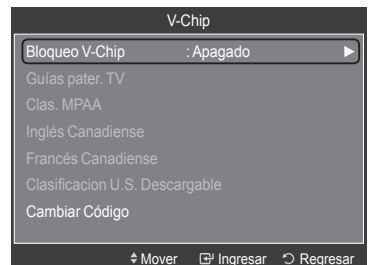 V-Chip
Bloqueo V-Chip : Apagado
Guías pater. TV
Clas. MPAA
Inglés Canadiense
Francés Canadiense
Clasificacion U.S. Descargable
Cambiar Código
Mover Ingresar Regresar